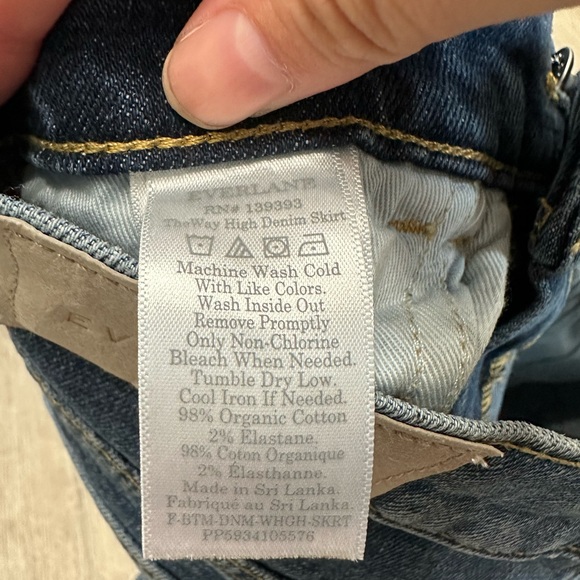 EVERLANE
RN# 139393
TheWay High Denim Skirt
Machine Wash Cold
With Like Colors.
Wash Inside Out
Remove Promptly
Only Non-Chlorine
Bleach When Needed.
Tumble Dry Low.
Cool Iron If Needed.
98% Organic Cotton
2% Elastane.
98% Coton Organique
2% Élasthanne.
Made in Sri Lanka.
Fabriqué au Sri Lanka.
F-BTM-DNM-WHGH-SKRT
PP5934105576
EV